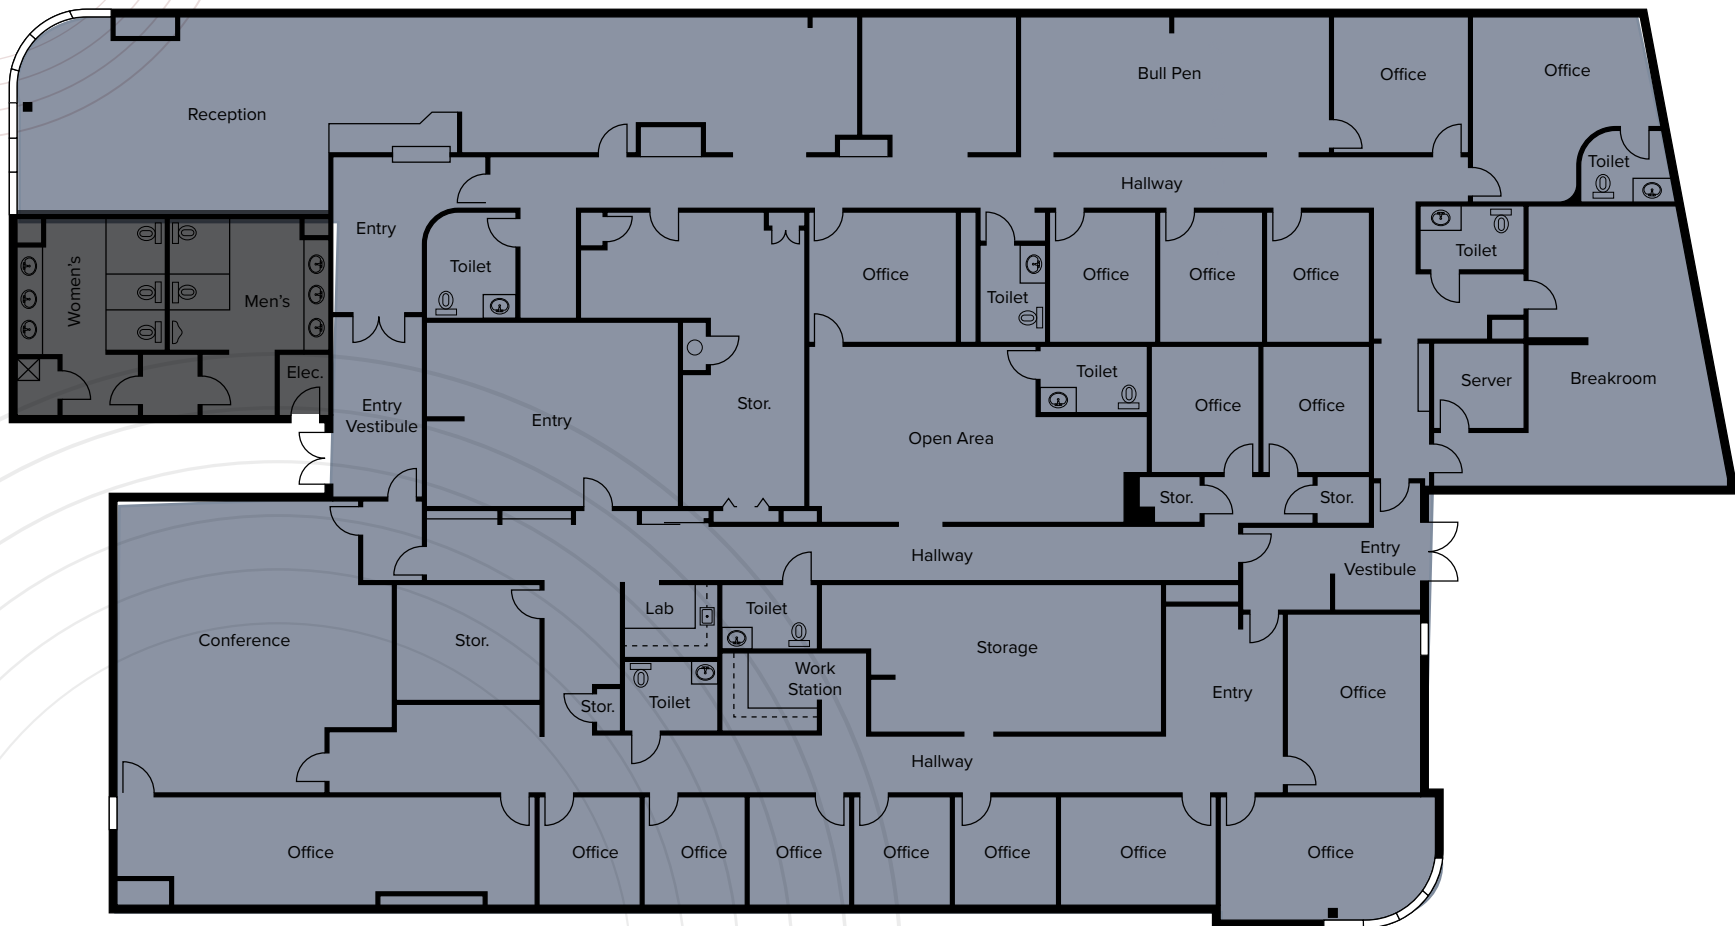 Bull Pen
Office
Office
Reception
Toilet
Hallway
Entry
Toilet
Women's
Men's
Toilet
Office
Office
Office
Office
Toilet
Elec.
Entry
Vestibule
Entry
Stor.
Toilet
Server
Breakroom
Office
Office
Open Area
Stor.
Stor.
Hallway
Entry
Vestibule
Conference
Stor.
Lab
Toilet
Storage
Work
Station
Stor.
Toilet
Entry
Office
Hallway
Office
Office
Office
Office
Office
Office
Office
Office